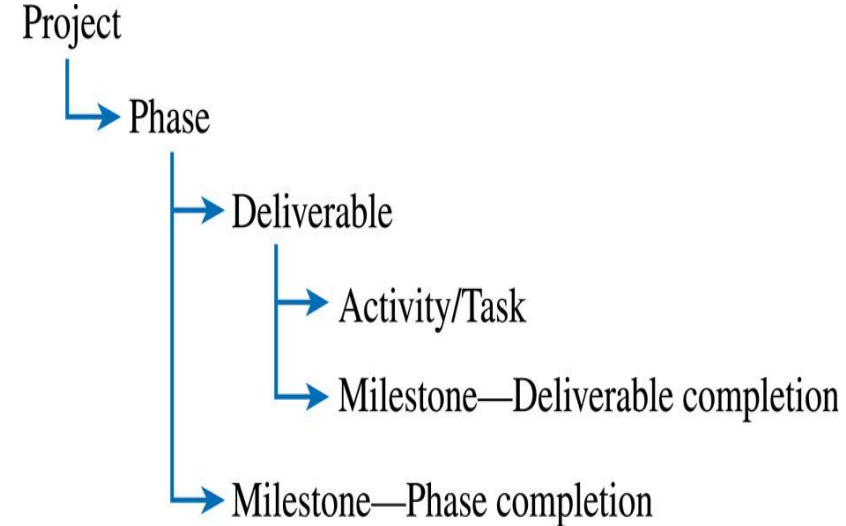 Project
Phase
Deliverable
Activity/Task
Milestone—Deliverable completion
Milestone—Phase completion